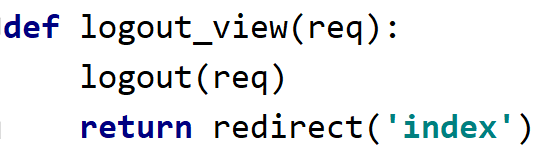 def logout_view(req):
    logout(req)
    return redirect('index')